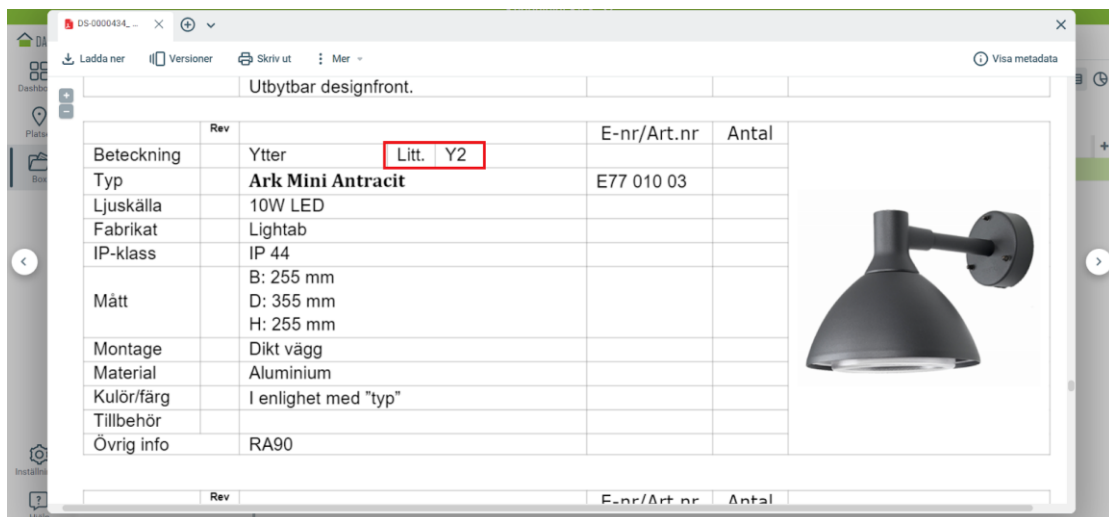 DS-0000434_ ...
DA
Ladda ner Versioner Skriv ut Mer Visa metadata
Dashbo
Plats
Box
Utbytbar designfront.
Rev E-nr/Art.nr Antal
Beteckning Ytter Litt. Y2
Typ Ark Mini Antracit E77 010 03
Ljuskälla 10W LED
Fabrikat Lightab
IP-klass IP 44
Mått B: 255 mm
D: 355 mm
H: 255 mm
Montage Dikt vägg
Material Aluminium
Kulör/färg I enlighet med "typ"
Tillbehör
Övrig info RA90
Inställni
Rev E-nr/Art.nr Antal